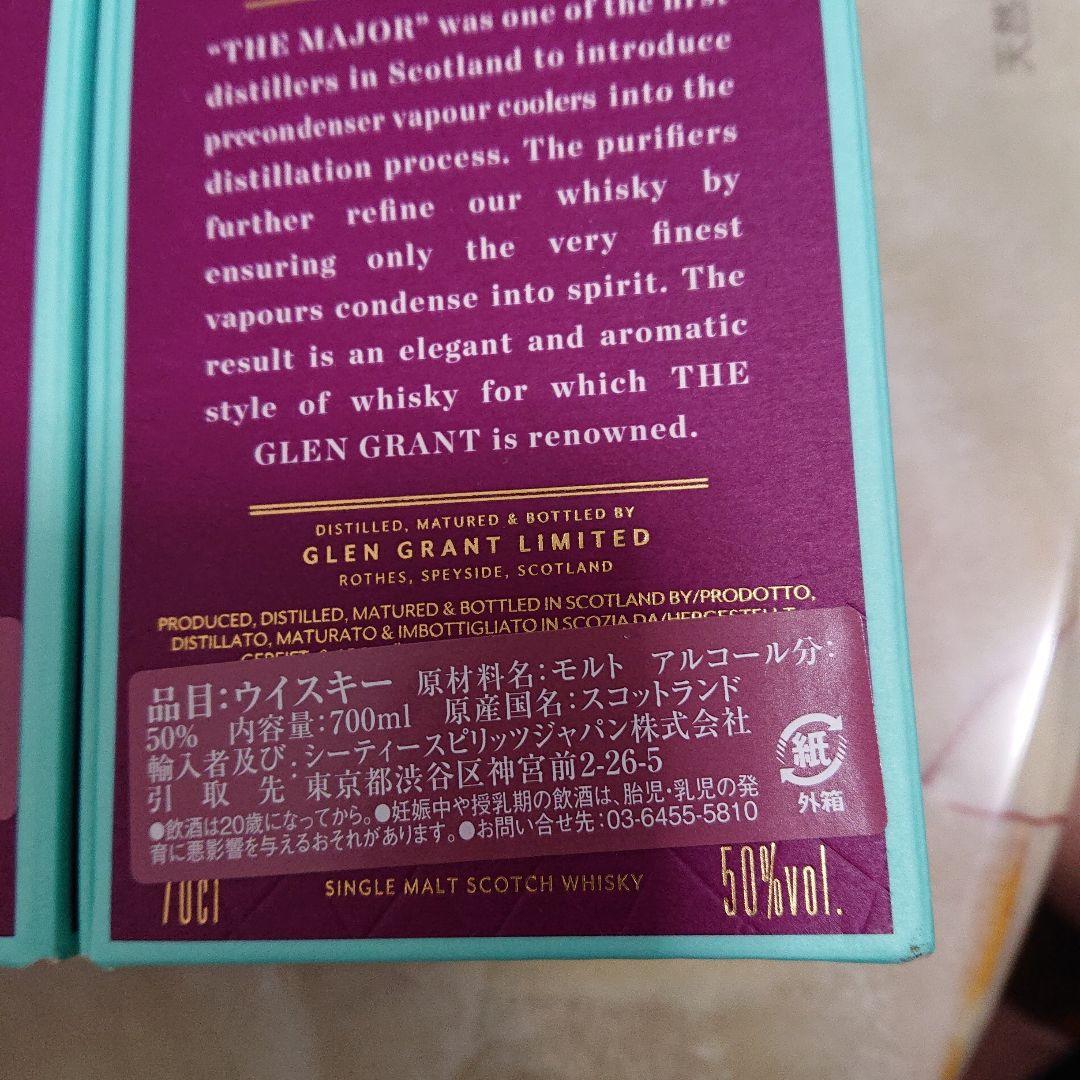 "THE MAJOR" was one of the first
distillers in Scotland to introduce
precondenser vapour coolers into the
distillation process. The purifiers
further refine our whisky by
ensuring only the very finest
vapours condense into spirit. The
result is an elegant and aromatic
style of whisky for which THE
GLEN GRANT is renowned.
DISTILLED, MATURED & BOTTLED BY
GLEN GRANT LIMITED
ROTHES, SPEYSIDE, SCOTLAND
PRODUCED, DISTILLED, MATURED & BOTTLED IN SCOTLAND BY/PRODOTTO,
DISTILLATO, MATURATO & IMBOTTIGLIATO IN SCOZIA DA/HERGESTELLT,
品目:ウイスキー 原材料名:モルト アルコール分:
50% 内容量:700ml 原産国名:スコットランド
輸入者及び:シーティースピリッツジャパン株式会社
引取先:東京都渋谷区神宮前2-26-5
●飲酒は20歳になってから。●妊娠中や授乳期の飲酒は、胎児・乳児の発
育に悪影響を与えるおそれがあります。●お問い合せ先:03-6455-5810
紙
外箱
70cl SINGLE MALT SCOTCH WHISKY 50%vol.